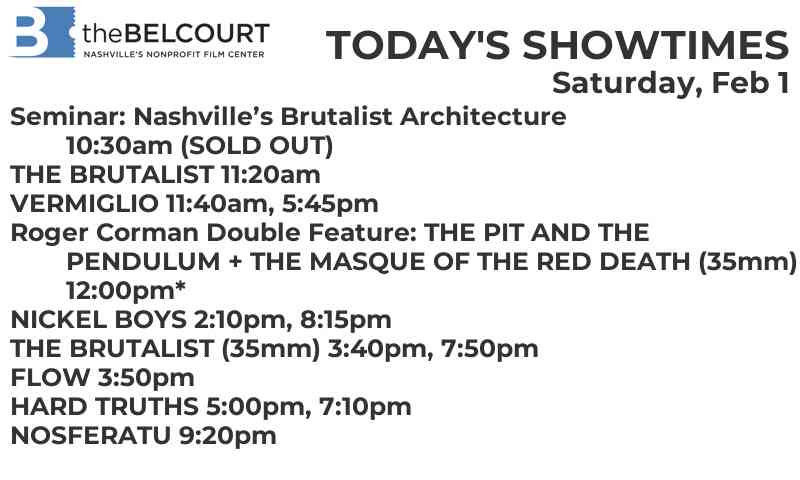 B theBELCOURT
NASHVILLE'S NONPROFIT FILM CENTER
TODAY'S SHOWTIMES
Saturday, Feb 1
Seminar: Nashville’s Brutalist Architecture
10:30am (SOLD OUT)
THE BRUTALIST 11:20am
VERMIGLIO 11:40am, 5:45pm
Roger Corman Double Feature: THE PIT AND THE
PENDULUM + THE MASQUE OF THE RED DEATH (35mm)
12:00pm*
NICKEL BOYS 2:10pm, 8:15pm
THE BRUTALIST (35mm) 3:40pm, 7:50pm
FLOW 3:50pm
HARD TRUTHS 5:00pm, 7:10pm
NOSFERATU 9:20pm